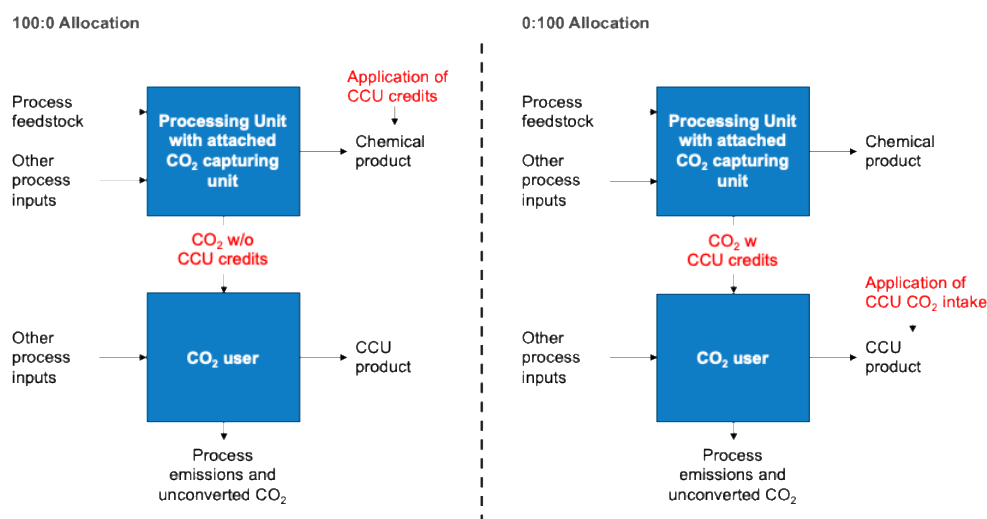 100:0 Allocation
Application of
CCU credits
Process
feedstock
Processing Unit
with attached
CO₂ capturing
unit
Chemical
product
Other
process
inputs
CO₂ w/o
CCU credits
Other
process
inputs
CO₂ user
CCU
product
Process
emissions and
unconverted CO₂
0:100 Allocation
Process
feedstock
Processing Unit
with attached
CO₂ capturing
unit
Chemical
product
Other
process
inputs
CO₂ w
CCU credits
Application of
CCU CO₂ intake
Other
process
inputs
CO₂ user
CCU
product
Process
emissions and
unconverted CO₂